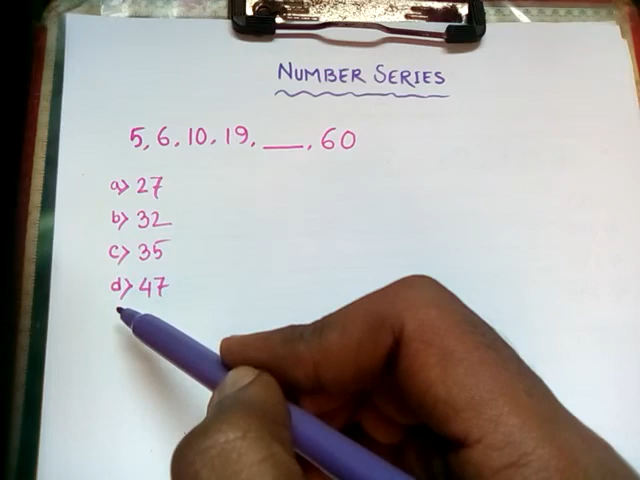 NUMBER SERIES
5, 6, 10, 19, ___, 60
a> 27
b> 32
c> 35
d> 47